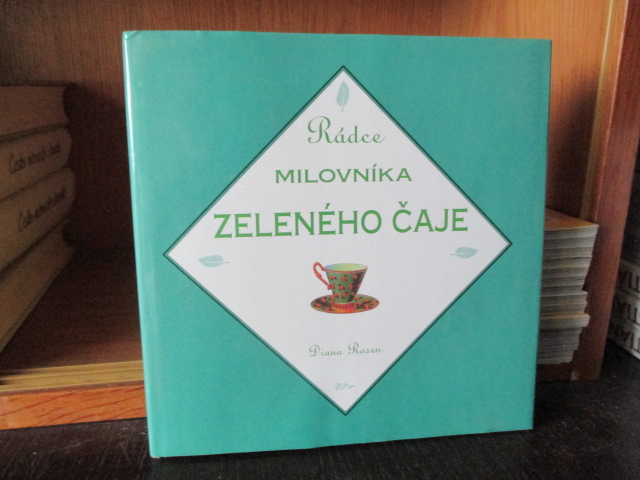 Rádce
MILOVNÍKA
ZELENÉHO ČAJE
Diana Rosen